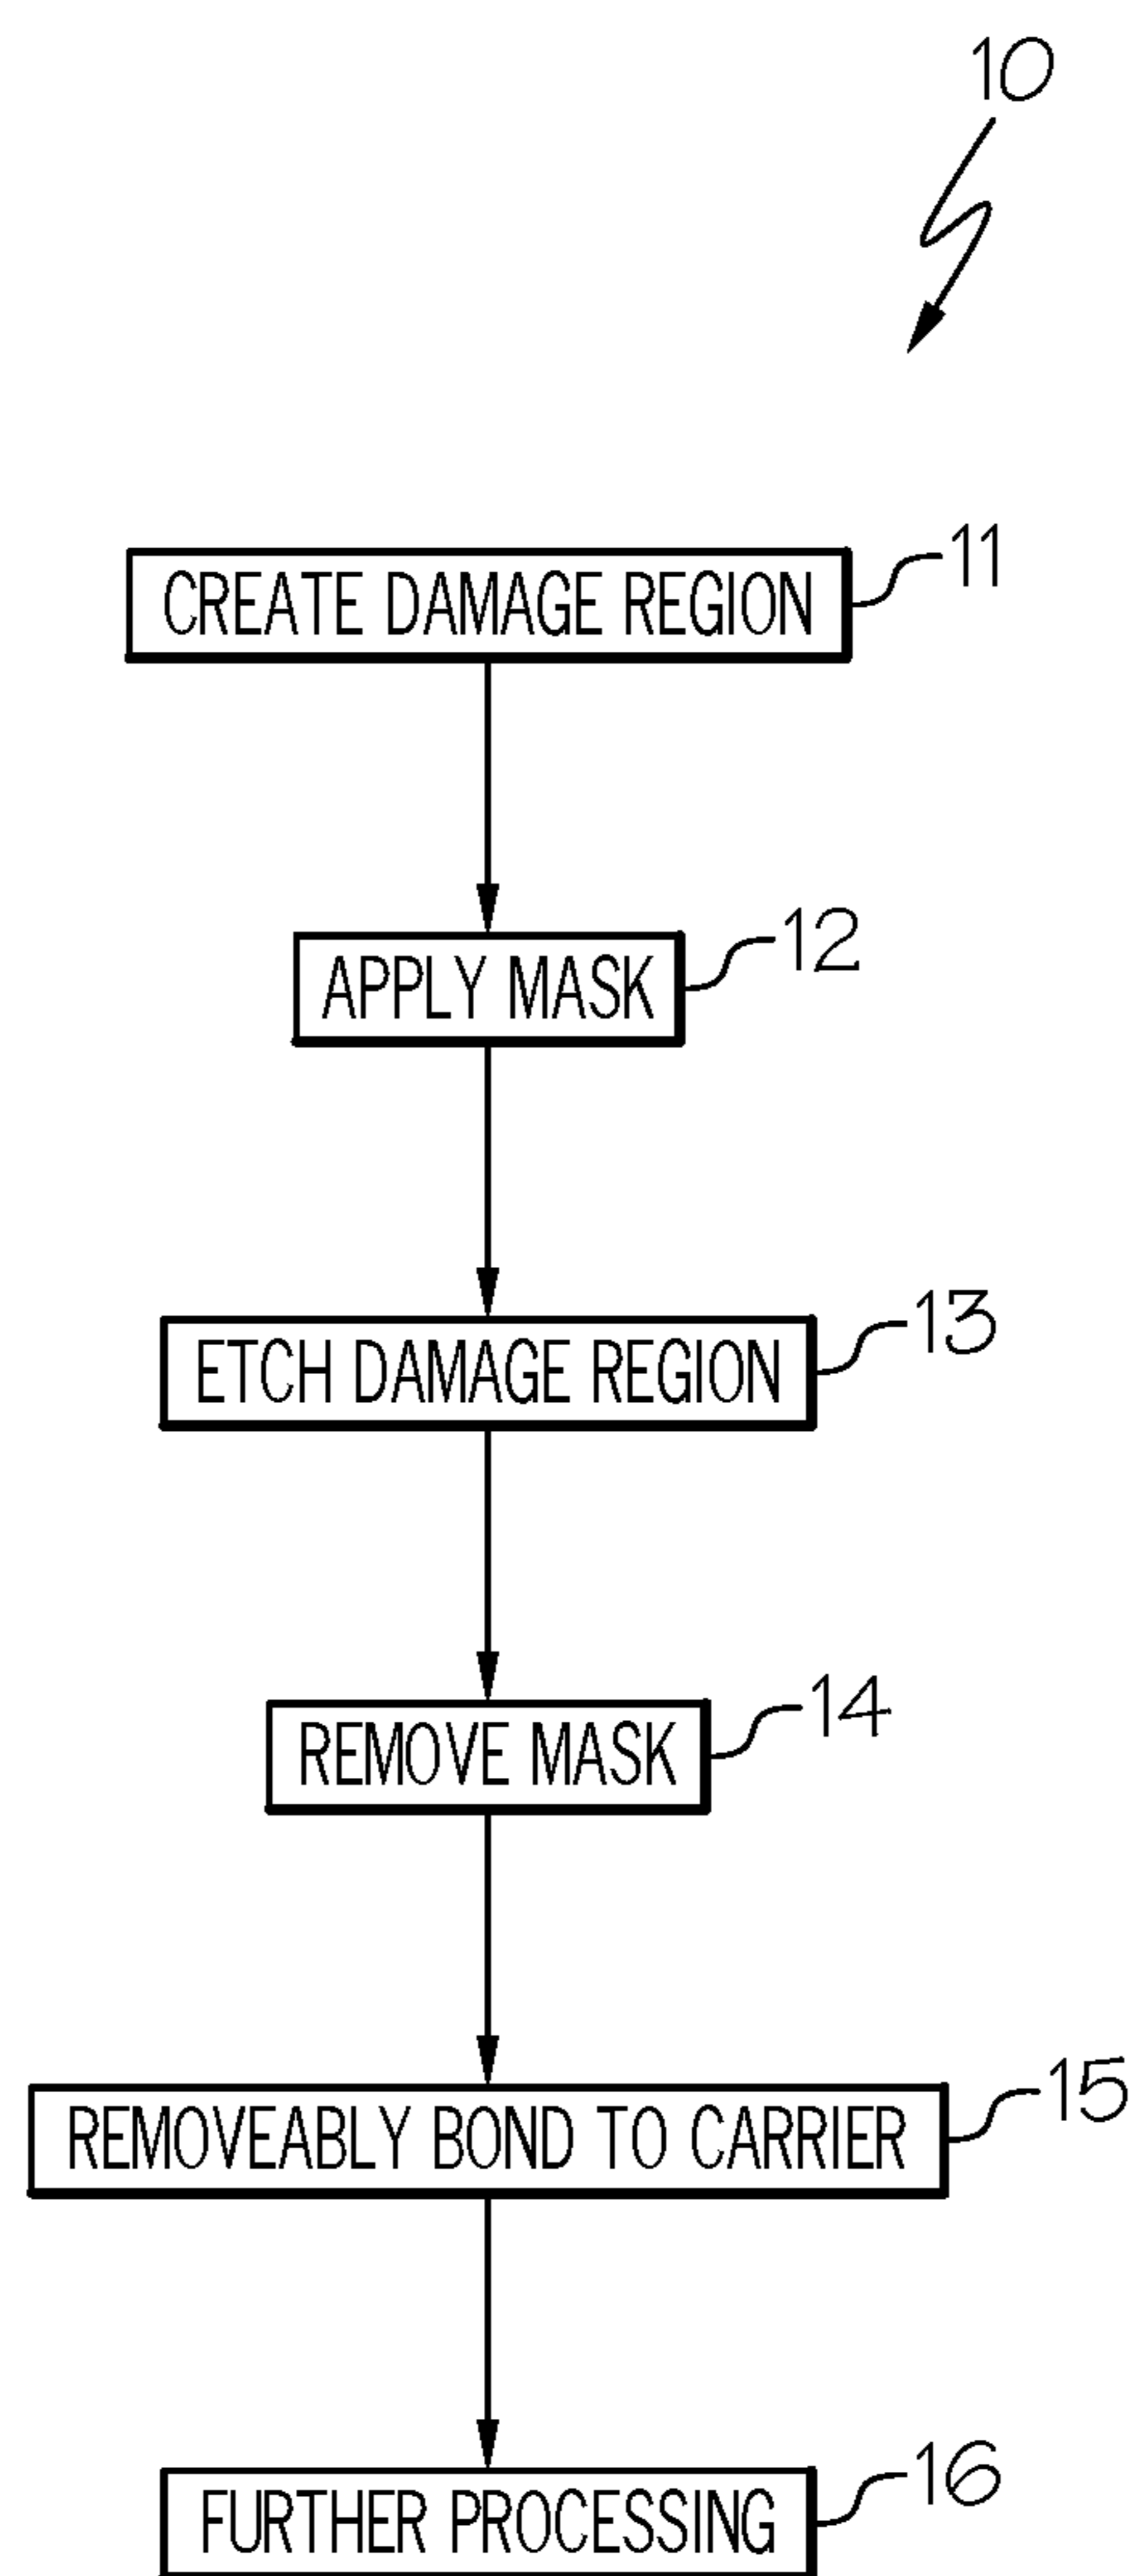 10
CREATE DAMAGE REGION
11
APPLY MASK
12
ETCH DAMAGE REGION
13
REMOVE MASK
14
REMOVEABLY BOND TO CARRIER
15
FURTHER PROCESSING
16